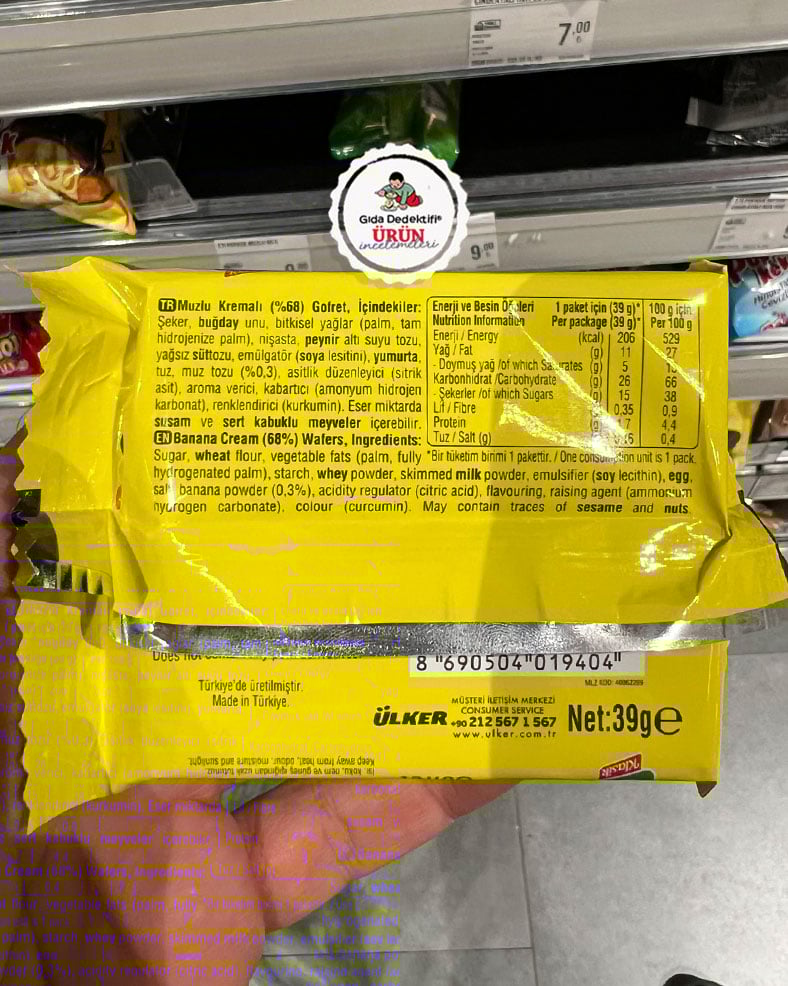 7,00
Gıda Dedektifi®
ÜRÜN
incelemeleri
9,00
TR Muzlu Kremalı (%68) Gofret, İçindekiler:
Şeker, buğday unu, bitkisel yağlar (palm, tam
hidrojenize palm), nişasta, peynir altı suyu tozu,
yağsız süttozu, emülgatör (soya lesitini), yumurta,
tuz, muz tozu (%0,3), asitlik düzenleyici (sitrik
asit), aroma verici, kabartıcı (amonyum hidrojen
karbonat), renklendirici (kurkumin). Eser miktarda
susam ve sert kabuklu meyveler içerebilir.
EN Banana Cream (68%) Wafers, Ingredients:
Sugar, wheat flour, vegetable fats (palm, fully
hydrogenated palm), starch, whey powder, skimmed milk powder, emulsifier (soy lecithin), egg,
salt, banana powder (0,3%), acidity regulator (citric acid), flavouring, raising agent (ammonium
hydrogen carbonate), colour (curcumin). May contain traces of sesame and nuts
Enerji ve Besin Öğeleri 1 paket için (39 g)* 100 g için
Nutrition Information Per package (39 g)* Per 100 g
Enerji / Energy (kcal) 206 529
Yağ / Fat (g) 11 27
- Doymuş yağ /of which Saturates (g) 5
Karbonhidrat /Carbohydrate (g) 26 66
- Şekerler /of which Sugars (g) 15 38
Lif / Fibre (g) 0,35 0,9
Protein (g) 1,7 4,4
Tuz / Salt (g) 0,4
*Bir tüketim birimi 1 pakettir. / One consumption unit is 1 pack.
Does not
8 690504 019404
Türkiye'de üretilmiştir.
Made in Türkiye.
ÜLKER
MÜŞTERİ İLETİŞİM MERKEZİ
CONSUMER SERVICE
+90 212 567 1 567
www.ulker.com.tr
Net:39g e
Isı, koku, nem ve güneş ışığından uzak tutunuz.
Keep away from heat, odour, moisture and sunlight.
Klasik